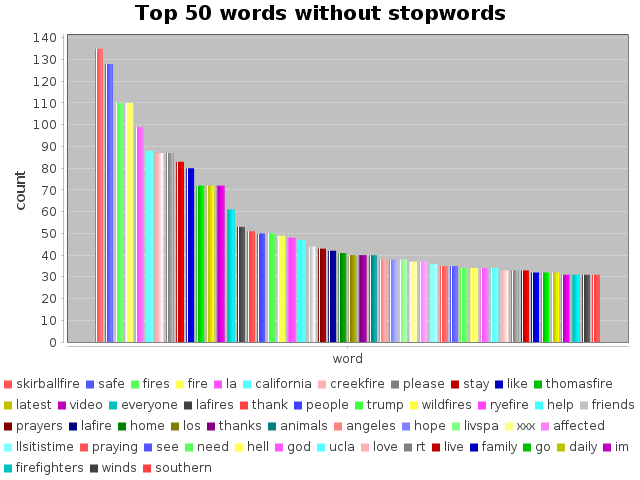 Top 50 words without stopwords
140
130
120
110
100
90
80
70
60
50
40
30
20
10
0
count
word
skirballfire safe fires fire la california creekfire please stay like thomasfire
latest video everyone lafires thank people trump wildfires ryefire help friends
prayers lafire home los thanks animals angeles hope livspa xxx affected
llsitistime praying see need hell god ucla love rt live family go daily im
firefighters winds southern